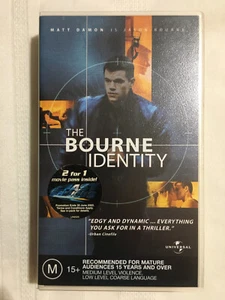 MATT DAMON IS JASON BOURNE
THE
BOURNE
IDENTITY
2 for 1
movie pass inside!
"EDGY AND DYNAMIC ... EVERYTHING
YOU ASK FOR IN A THRILLER."
-Urban Cinefile
UNIVERSAL
M 15+
RECOMMENDED FOR MATURE
AUDIENCES 15 YEARS AND OVER
MEDIUM LEVEL VIOLENCE
LOW LEVEL COARSE LANGUAGE